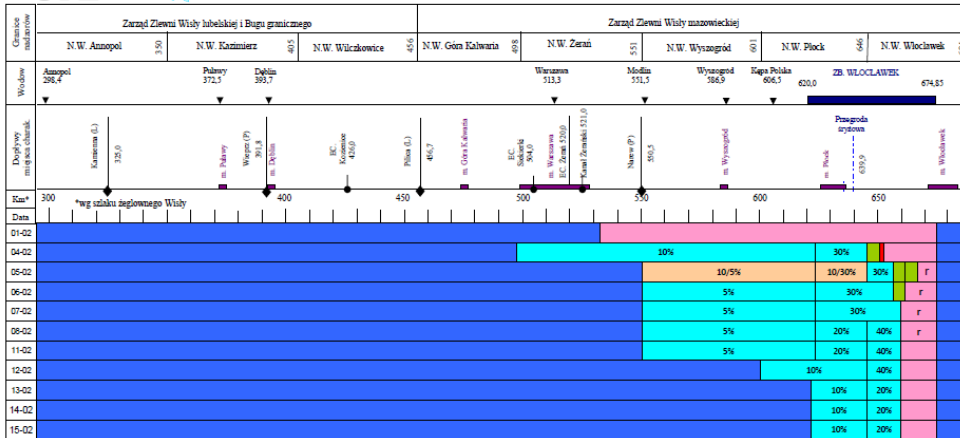 Granice nadzorów
Zarząd Zlewni Wisły lubelskiej i Bugu granicznego
Zarząd Zlewni Wisły mazowieckiej
N.W. Annopol 350 N.W. Kazimierz 405 N.W. Wilczkowice 456 N.W. Góra Kalwaria 498 N.W. Żerań 551 N.W. Wyszogród 601 N.W. Płock 646 N.W. Włocławek
Wodow
Annopol 298,4
Puławy 372,5
Dęblin 393,7
Warszawa 513,3
Modlin 551,5
Wyszogród 586,9
Kępa Polska 606,5
ZB. WŁOCŁAWEK
620,0 674,85
Dopływy miejsca charak.
Kamienna (L) 325,0
m. Puławy
Wieprz (P) 391,8
m. Dęblin
EC. Kozienice 426,0
Pilica (L) 456,7
m. Góra Kalwaria
EC. Siekierki 504,0
m. Warszawa
EC. Żerań 520,0
Kanał Żerański 521,0
Narew (P) 550,5
m. Wyszogród
m. Płock
Przegroda
639,9
m. Włocławek
Km* 300 *wg szlaku żeglownego Wisły 350 400 450 500 550 600 650
Data
01-02
04-02 10% 30%
05-02 10/5% 10/30% 30% r
06-02 5% 30% r
07-02 5% 30% r
08-02 5% 20% 40% r
11-02 5% 20% 40%
12-02 10% 40%
13-02 10% 20%
14-02 10% 20%
15-02 10% 20%